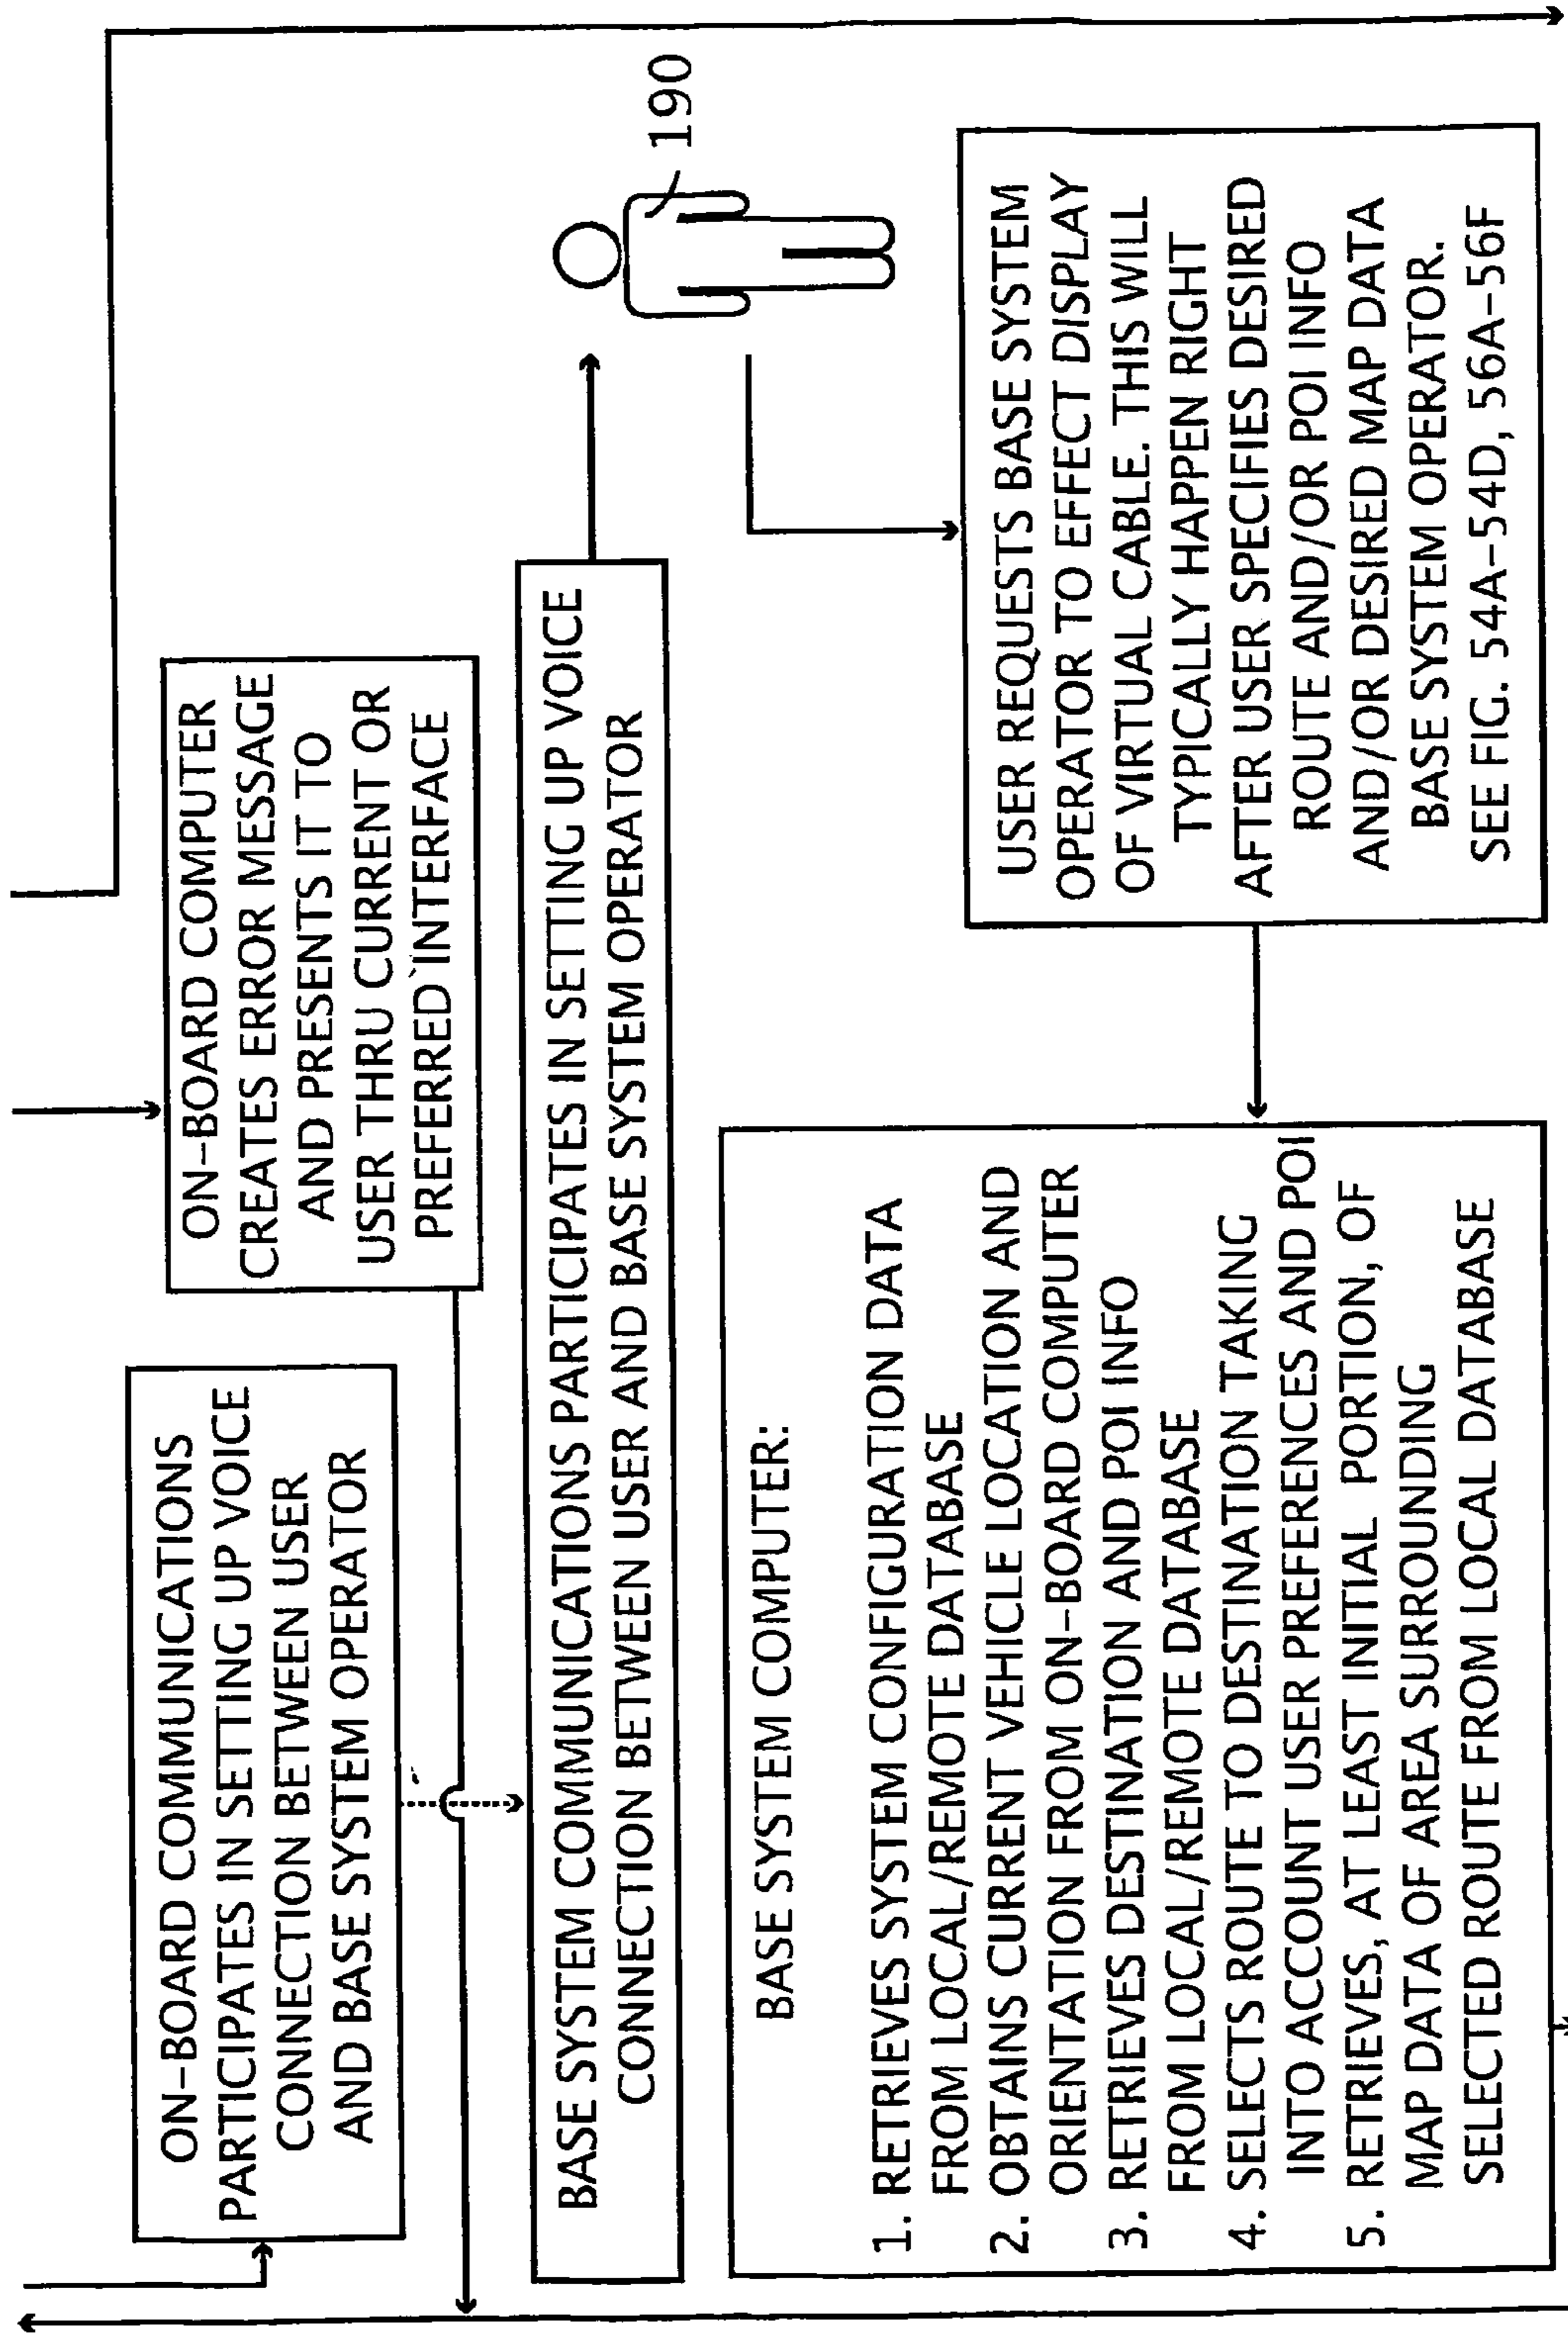 ON-BOARD COMMUNICATIONS
PARTICIPATES IN SETTING UP VOICE
CONNECTION BETWEEN USER
AND BASE SYSTEM OPERATOR
ON-BOARD COMPUTER
CREATES ERROR MESSAGE
AND PRESENTS IT TO
USER THRU CURRENT OR
PREFERRED INTERFACE
BASE SYSTEM COMMUNICATIONS PARTICIPATES IN SETTING UP VOICE
CONNECTION BETWEEN USER AND BASE SYSTEM OPERATOR
190
USER REQUESTS BASE SYSTEM
OPERATOR TO EFFECT DISPLAY
OF VIRTUAL CABLE. THIS WILL
TYPICALLY HAPPEN RIGHT
AFTER USER SPECIFIES DESIRED
ROUTE AND/OR POI INFO
AND/OR DESIRED MAP DATA
BASE SYSTEM OPERATOR.
SEE FIG. 54A-54D, 56A-56F
BASE SYSTEM COMPUTER:
1. RETRIEVES SYSTEM CONFIGURATION DATA
FROM LOCAL/REMOTE DATABASE
2. OBTAINS CURRENT VEHICLE LOCATION AND
ORIENTATION FROM ON-BOARD COMPUTER
3. RETRIEVES DESTINATION AND POI INFO
FROM LOCAL/REMOTE DATABASE
4. SELECTS ROUTE TO DESTINATION TAKING
INTO ACCOUNT USER PREFERENCES AND POI
5. RETRIEVES, AT LEAST INITIAL PORTION, OF
MAP DATA OF AREA SURROUNDING
SELECTED ROUTE FROM LOCAL DATABASE